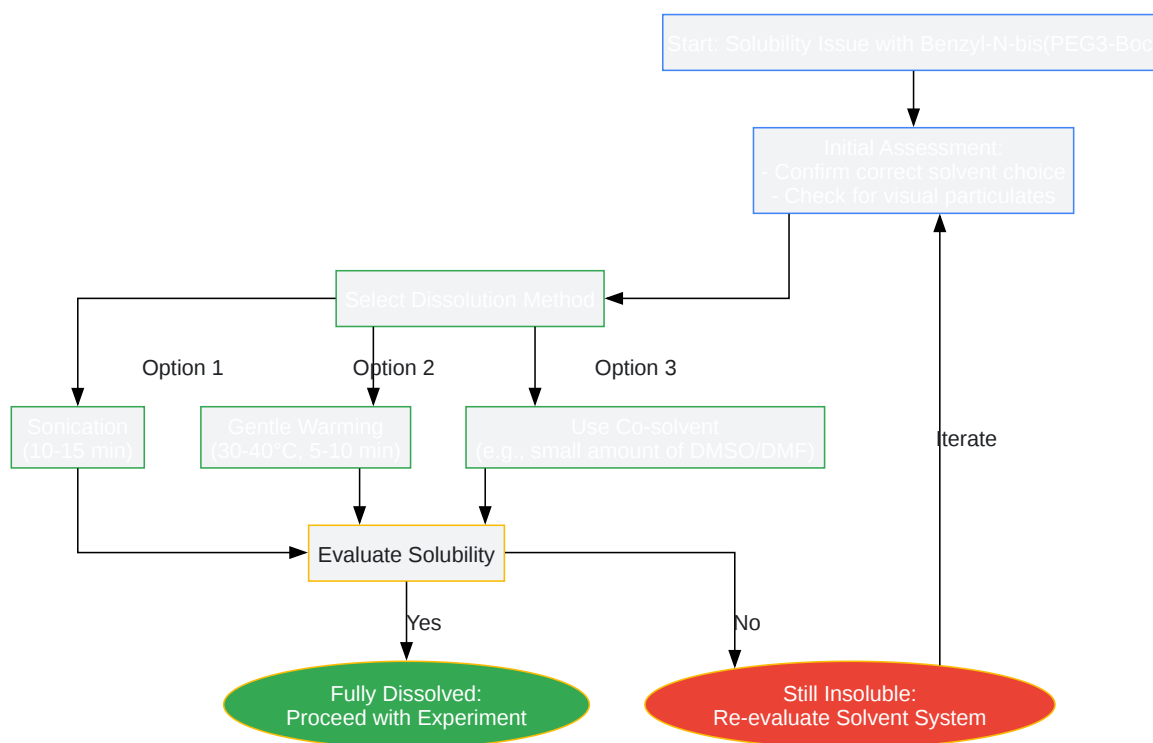 Start: Solubility Issue with Benzyl-N-bis(PEG3-Boc
Initial Assessment:
- Confirm correct solvent choice
- Check for visual particulates
Select Dissolution Method
Option 1
Option 2
Option 3
Sonication
(10-15 min)
Gentle Warming
(30-40°C, 5-10 min)
Use Co-solvent
(e.g., small amount of DMSO/DMF)
Iterate
Evaluate Solubility
Yes
No
Fully Dissolved:
Proceed with Experiment
Still Insoluble:
Re-evaluate Solvent System